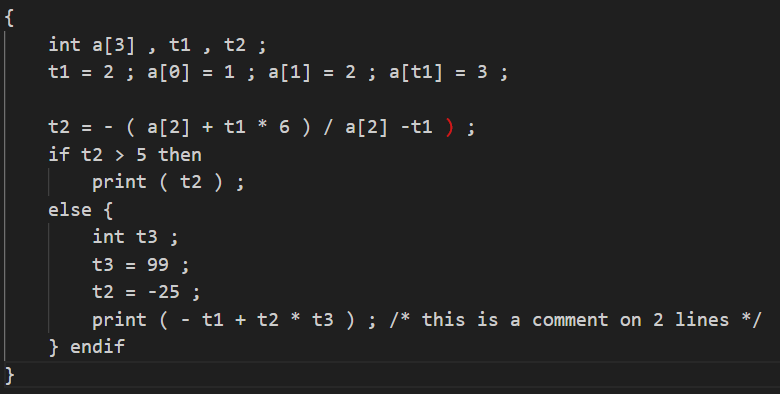 {
    int a[3] , t1 , t2 ;
    t1 = 2 ; a[0] = 1 ; a[1] = 2 ; a[t1] = 3 ;

    t2 = - ( a[2] + t1 * 6 ) / a[2] -t1 ) ;
    if t2 > 5 then
        print ( t2 ) ;
    else {
        int t3 ;
        t3 = 99 ;
        t2 = -25 ;
        print ( - t1 + t2 * t3 ) ; /* this is a comment on 2 lines */
    } endif
}